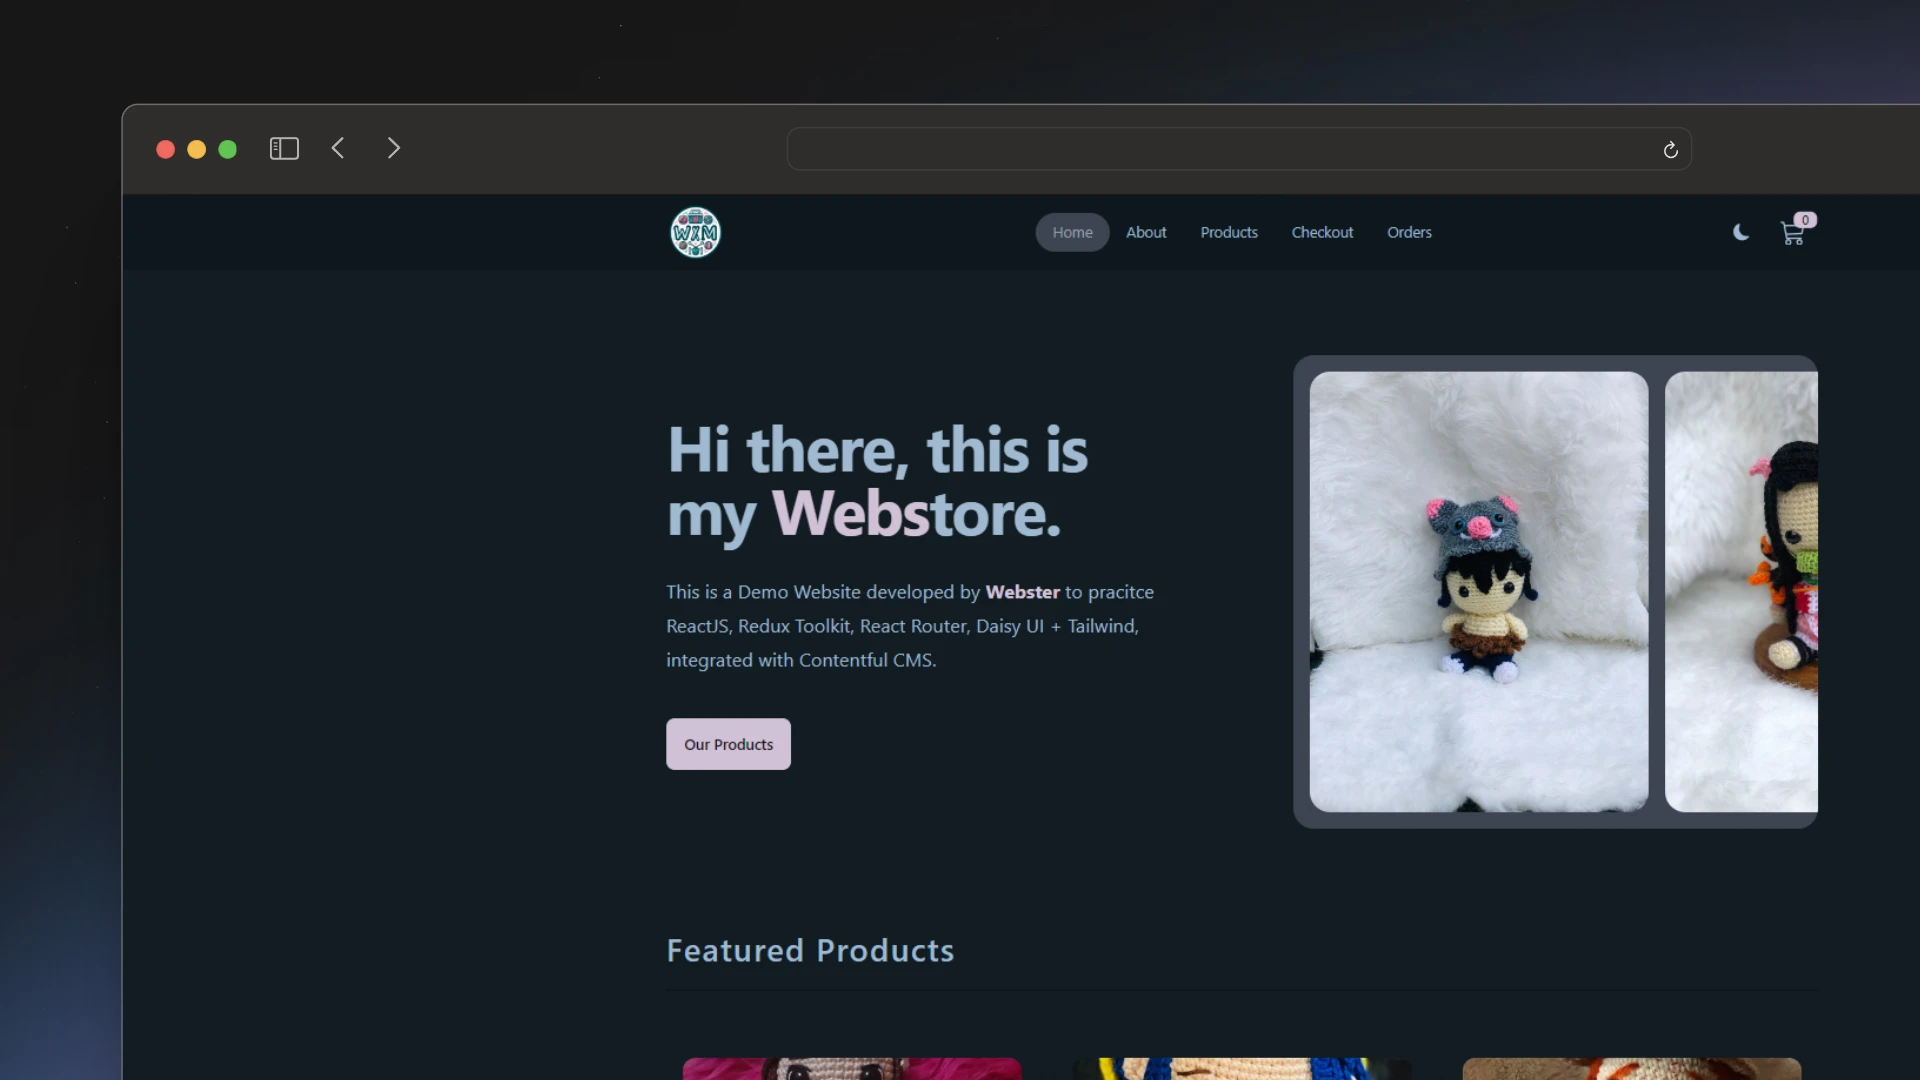 WXM
Home
About
Products
Checkout
Orders
0
Hi there, this is
my Webstore.
This is a Demo Website developed by Webster to pracitce
ReactJS, Redux Toolkit, React Router, Daisy UI + Tailwind,
integrated with Contentful CMS.
Our Products
Featured Products